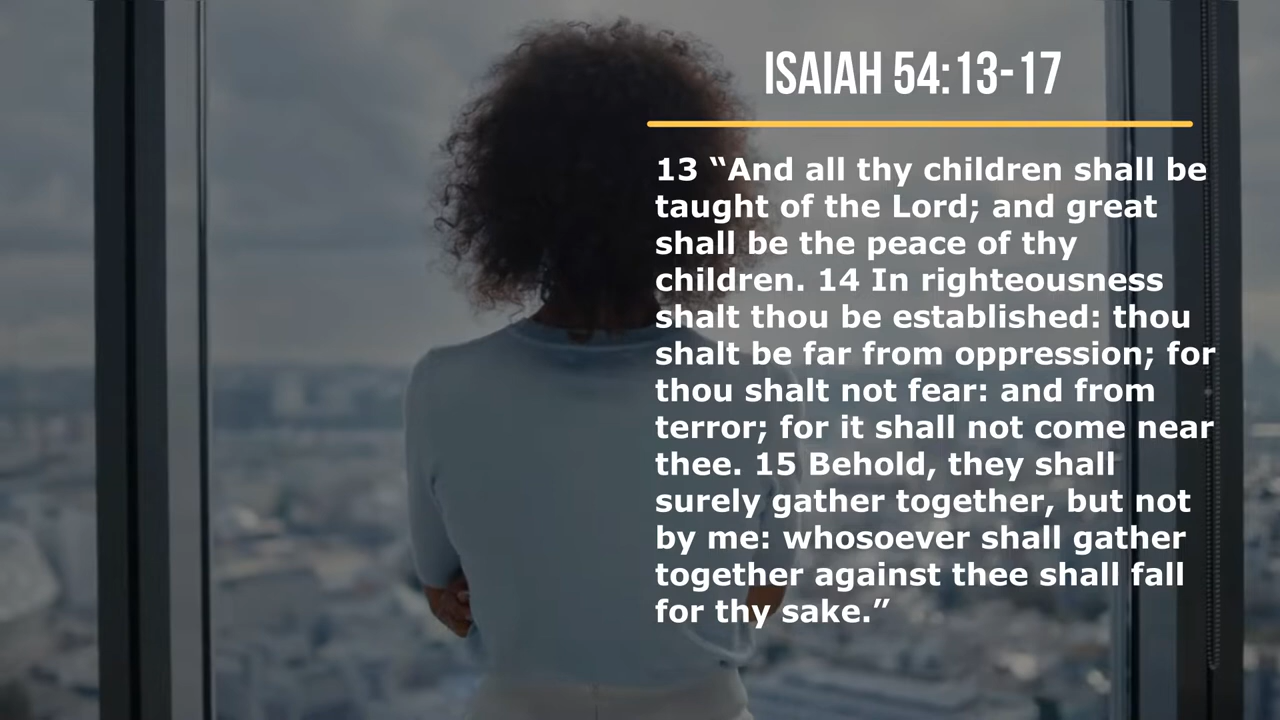 ISAIAH 54:13-17
13 “And all thy children shall be
taught of the Lord; and great
shall be the peace of thy
children. 14 In righteousness
shalt thou be established: thou
shalt be far from oppression; for
thou shalt not fear: and from
terror; for it shall not come near
thee. 15 Behold, they shall
surely gather together, but not
by me: whosoever shall gather
together against thee shall fall
for thy sake.”